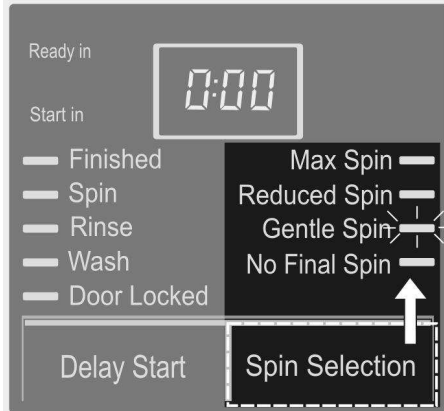 Ready in
0:00
Start in
Finished
Spin
Rinse
Wash
Door Locked
Max Spin
Reduced Spin
Gentle Spin
No Final Spin
Delay Start
Spin Selection